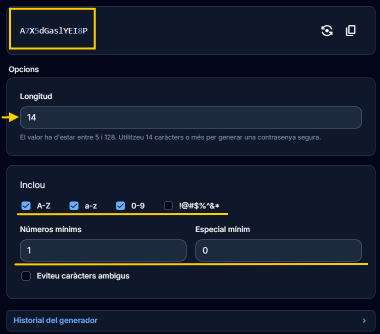 A7X5dGaslYEI8P
Opcions
Longitud
14
El valor ha d'estar entre 5 i 128. Utilitzeu 14 caràcters o més per generar una contrasenya segura.
Inclou
A-Z a-z 0-9 !@#$%^&*
Números mínims Especial mínim
1 0
Eviteu caràcters ambigus
Historial del generador